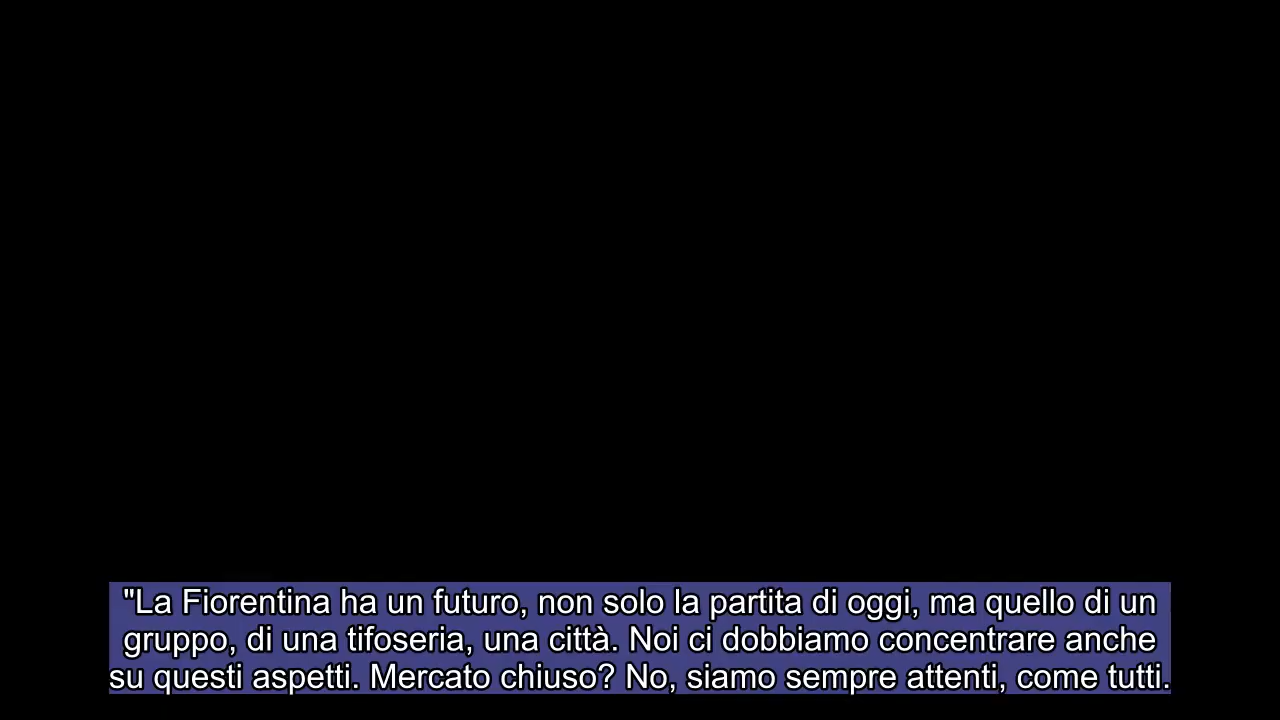 "La Fiorentina ha un futuro, non solo la partita di oggi, ma quello di un
gruppo, di una tifoseria, una città. Noi ci dobbiamo concentrare anche
su questi aspetti. Mercato chiuso? No, siamo sempre attenti, come tutti.